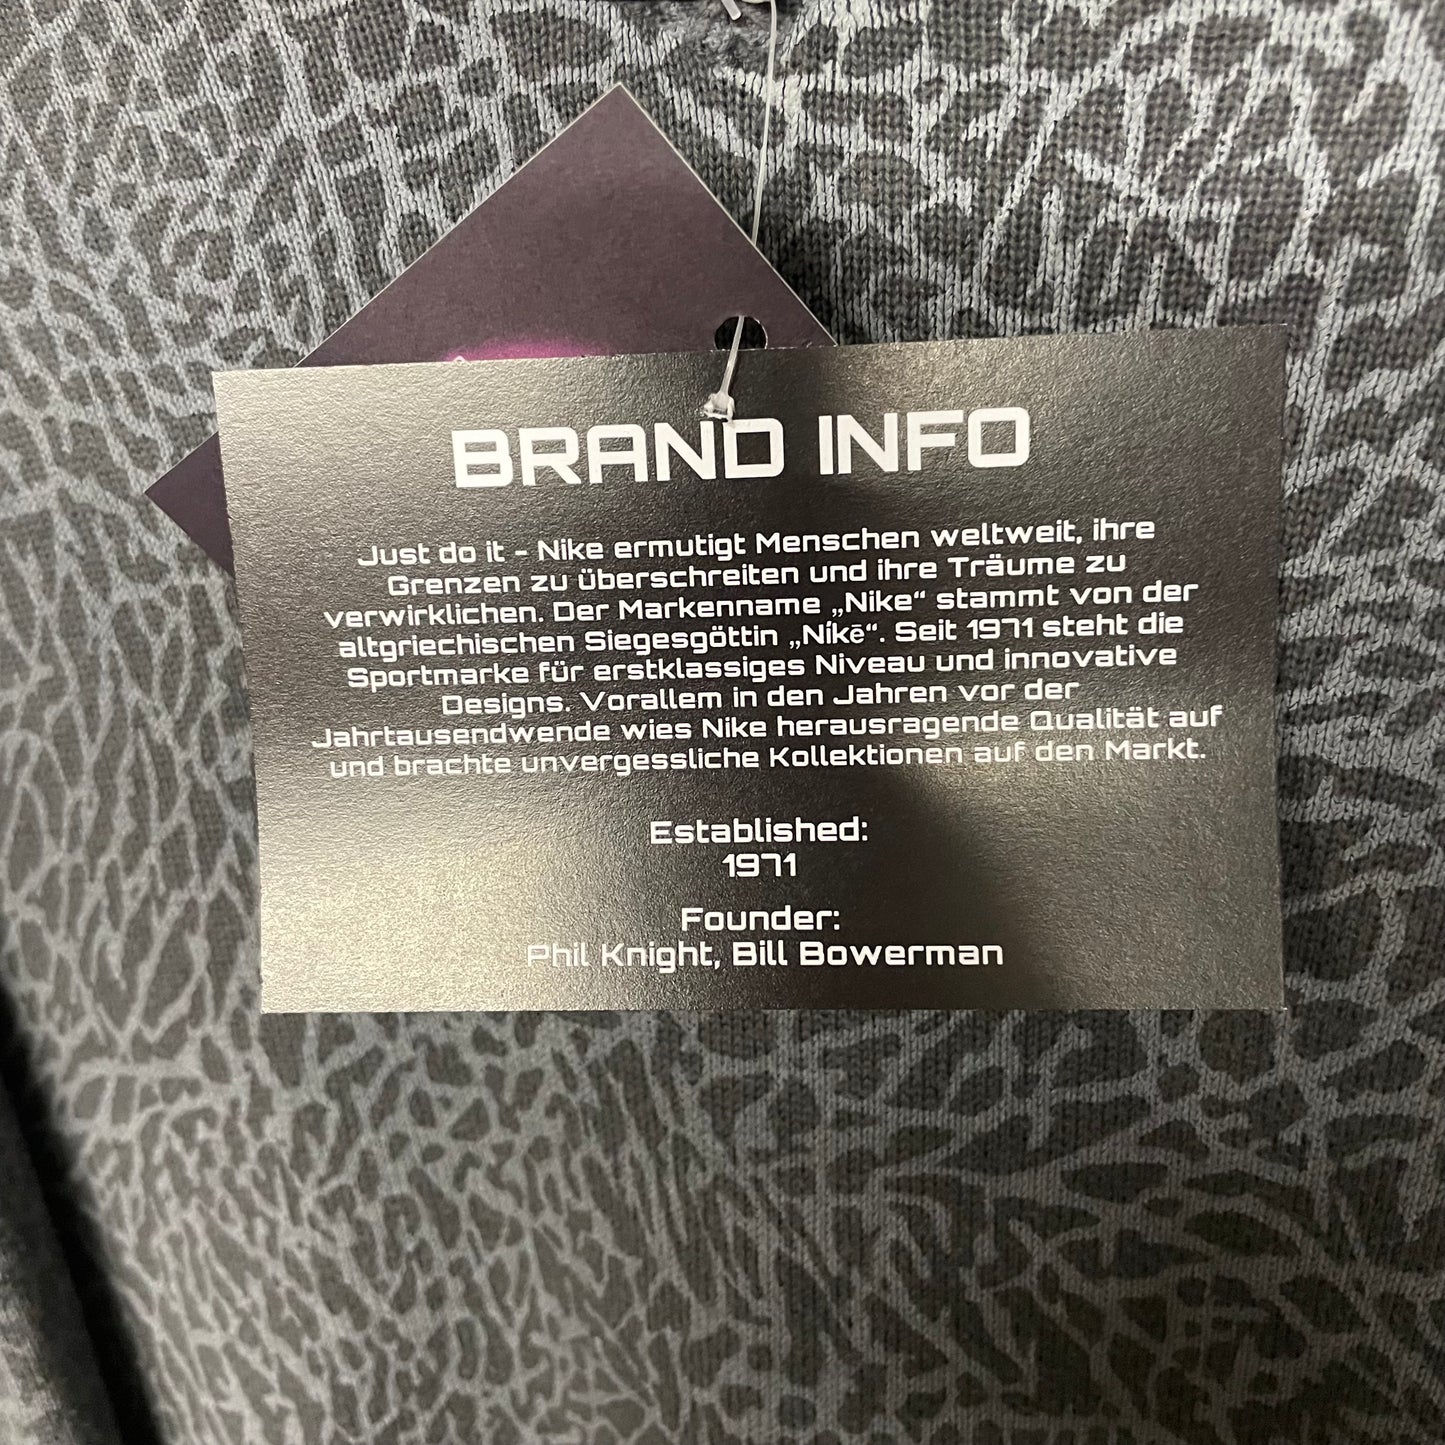 BRAND INFO
Just do it - Nike ermutigt Menschen weltweit, ihre
Grenzen zu überschreiten und ihre Träume zu
verwirklichen. Der Markenname „Nike“ stammt von der
altgriechischen Siegesgöttin „Níkē“. Seit 1971 steht die
Sportmarke für erstklassiges Niveau und innovative
Designs. Vorallem in den Jahren vor der
Jahrtausendwende wies Nike herausragende Qualität auf
und brachte unvergessliche Kollektionen auf den Markt.
Established:
1971
Founder:
Phil Knight, Bill Bowerman